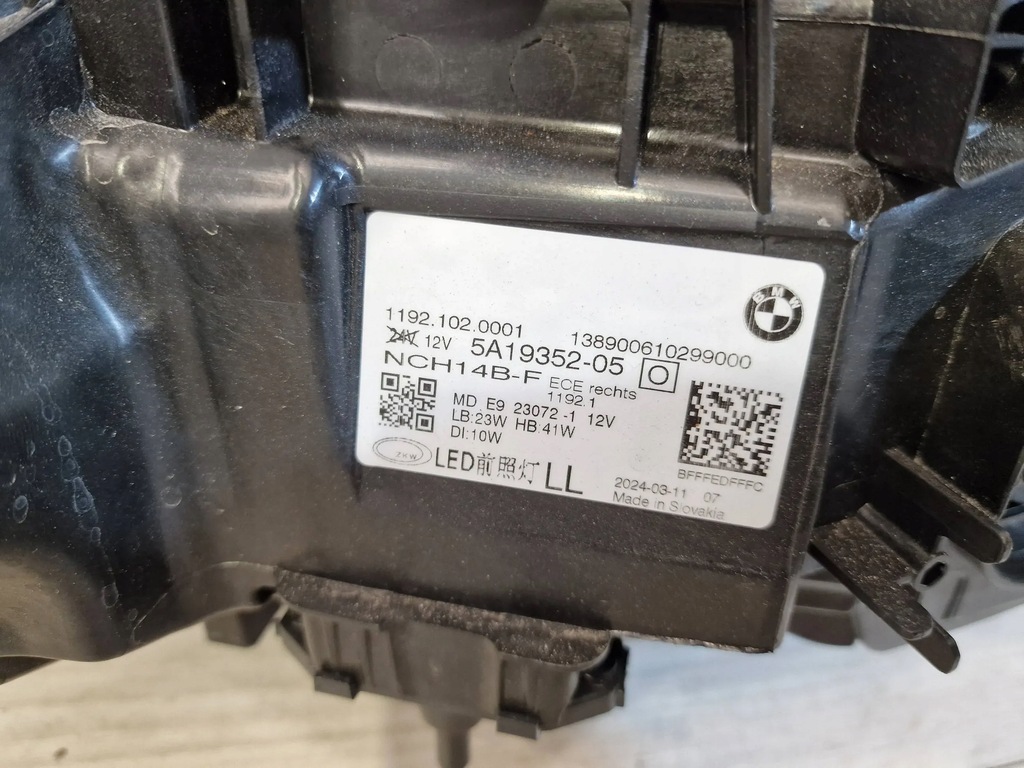 BMW
1192.102.0001 138900610299000
24V 12V 5A19352-05
NCH14B-F ECE rechts
1192.1
MD E9 23072 -1 12V
LB:23W HB:41W
DI:10W
BFFFEDFFFC
ZKW LED前照灯 LL
2024-03-11 07
Made in Slovakia